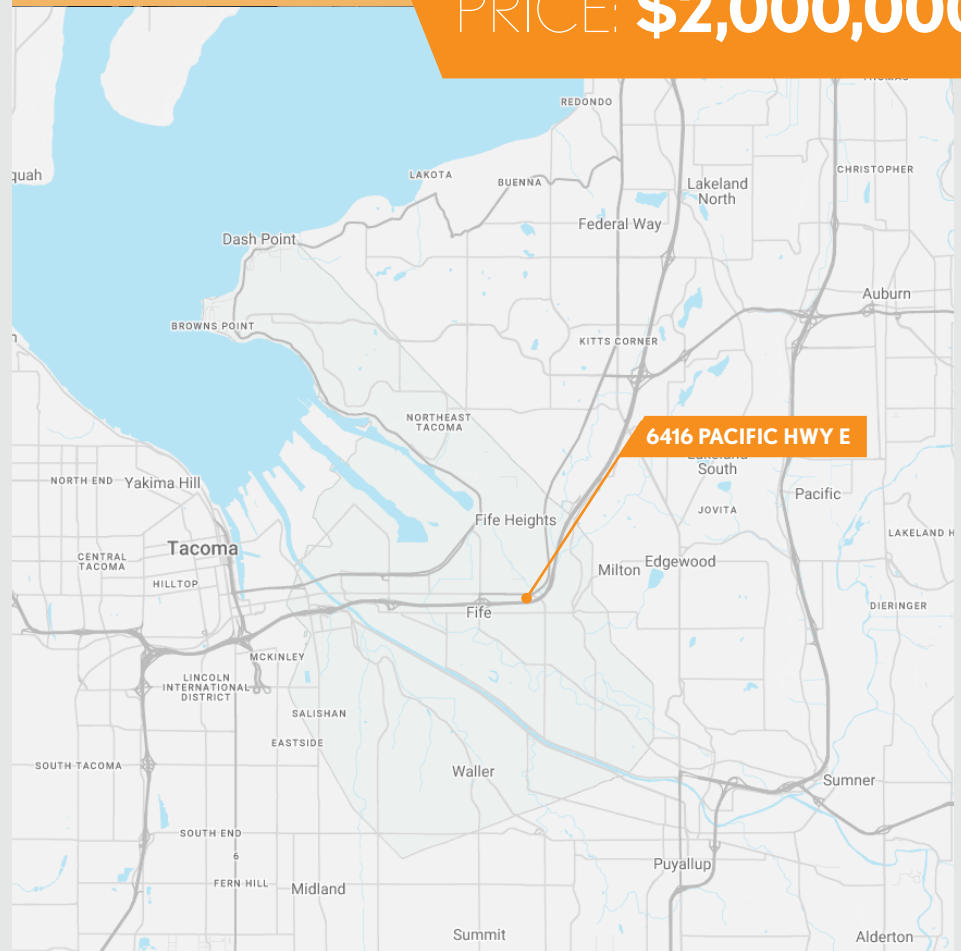 PRICE: $2,000,000
REDONDO
CHRISTOPHER
LAKOTA
BUENNA
Lakeland
North
Federal Way
Dash Point
Auburn
BROWNS POINT
KITTS CORNER
NORTHEAST
TACOMA
6416 PACIFIC HWY E
Lakeland
South
NORTH END
Yakima Hill
Pacific
JOVITA
Fife Heights
LAKELAND H
Tacoma
CENTRAL
TACOMA
HILLTOP
Milton
Edgewood
Fife
DIERINGER
MCKINLEY
LINCOLN
INTERNATIONAL
DISTRICT
SALISHAN
EASTSIDE
SOUTH TACOMA
Waller
Sumner
SOUTH END
6
Puyallup
FERN HILL
Midland
Summit
Alderton